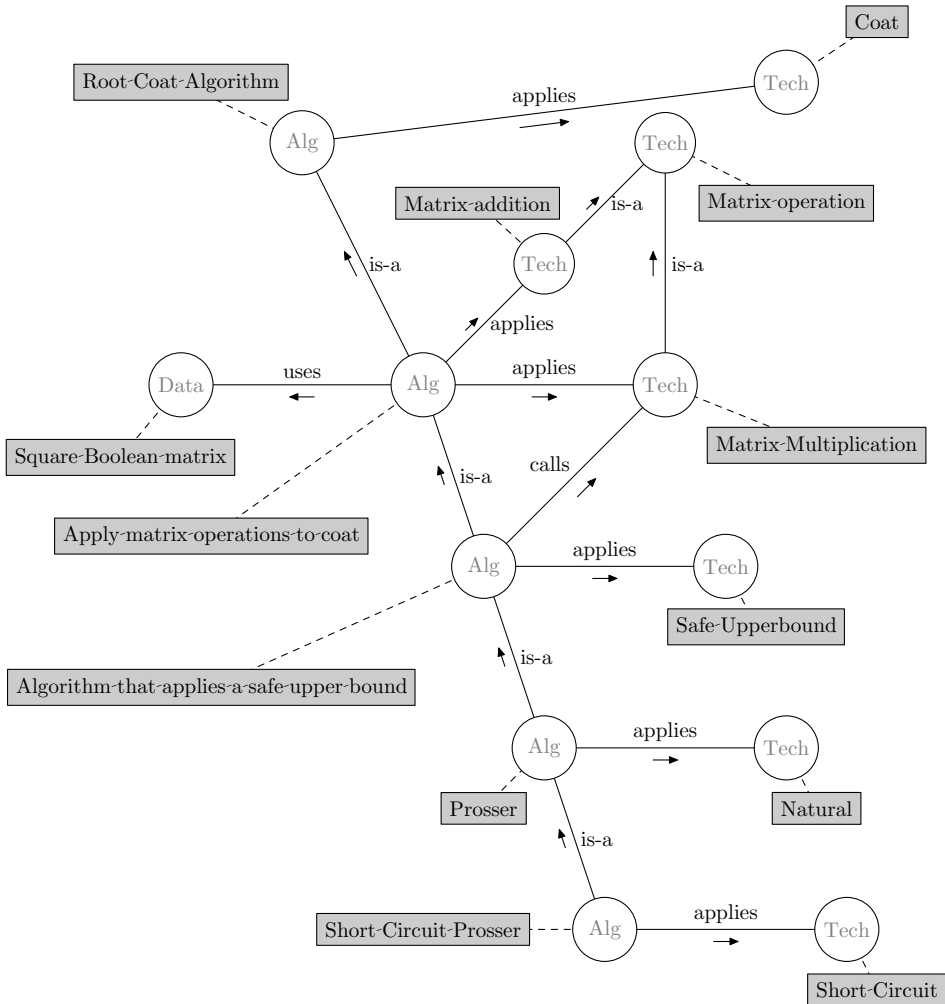 Coat
Root-Coat-Algorithm
Tech
applies
Alg
Tech
Matrix-addition
Matrix-operation
is-a
Tech
is-a
is-a
applies
Data
uses
Alg
applies
Tech
Square-Boolean-matrix
Matrix-Multiplication
calls
is-a
Apply-matrix-operations-to-coat
applies
Alg
Tech
Safe-Upperbound
is-a
Algorithm-that-applies-a-safe-upper-bound
applies
Alg
Tech
Prosser
Natural
is-a
applies
Short-Circuit-Prosser
Alg
Tech
Short-Circuit